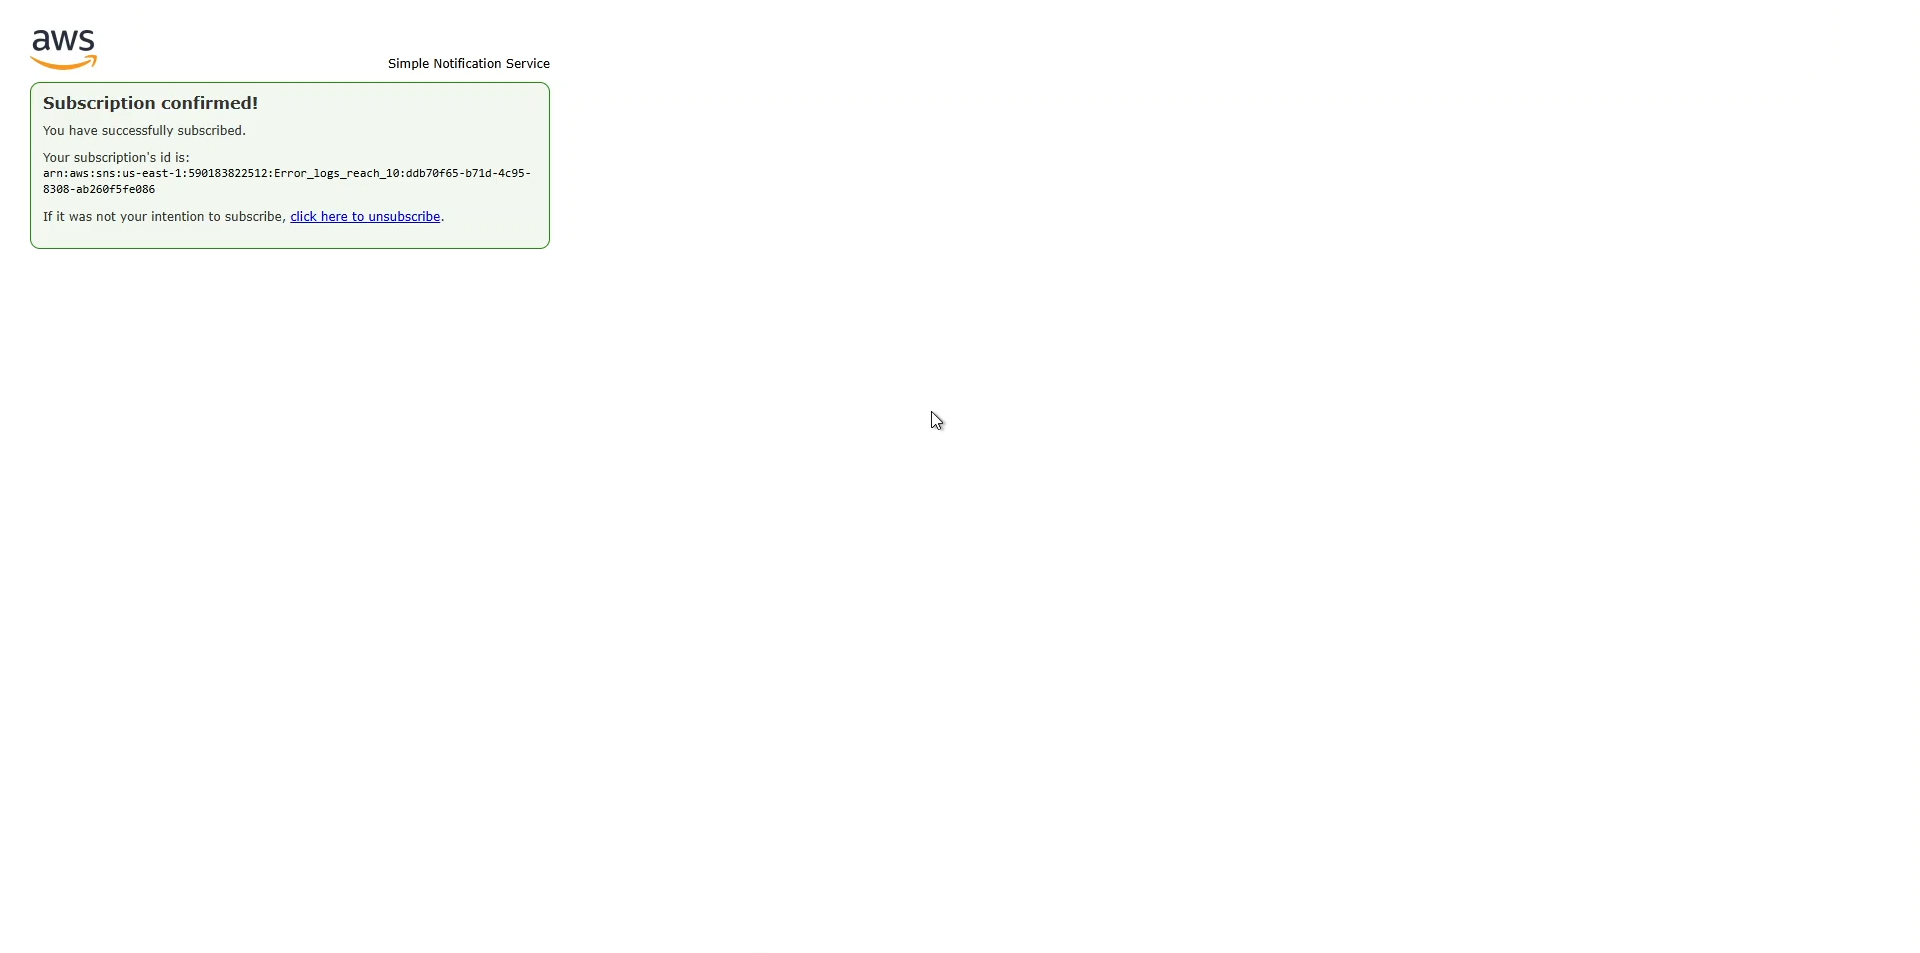 aws
Simple Notification Service
Subscription confirmed!
You have successfully subscribed.
Your subscription's id is:
arn:aws:sns:us-east-1:590183822512:Error_logs_reach_10:ddb70f65-b71d-4c95-
8308-ab260f5fe086
If it was not your intention to subscribe, click here to unsubscribe.